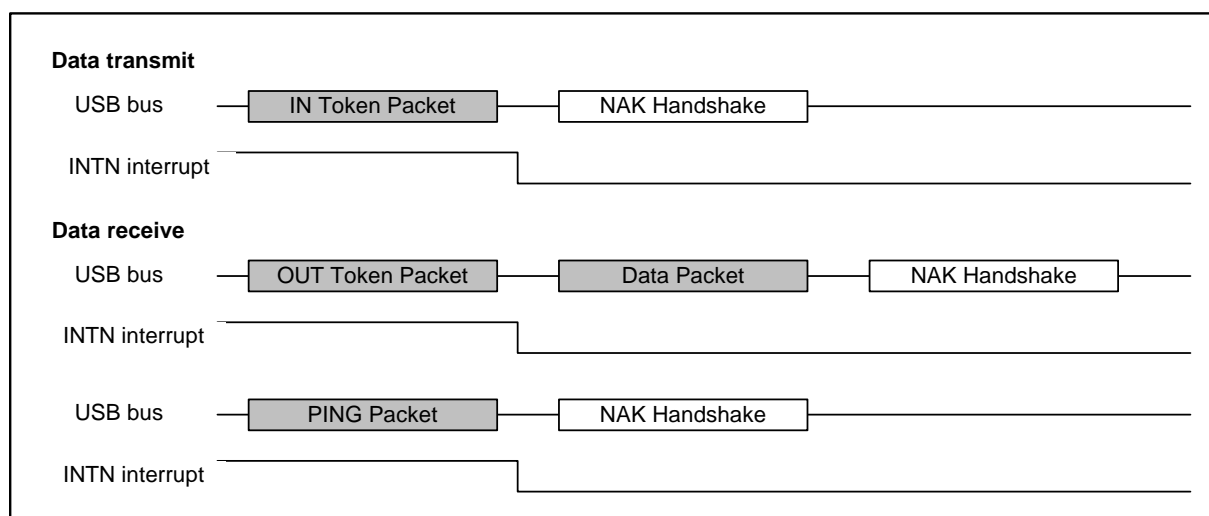 Data transmit
USB bus IN Token Packet NAK Handshake
INTN interrupt
Data receive
USB bus OUT Token Packet Data Packet NAK Handshake
INTN interrupt
USB bus PING Packet NAK Handshake
INTN interrupt